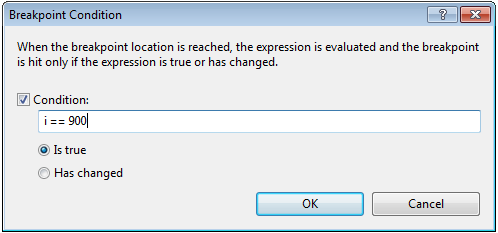 Breakpoint Condition
When the breakpoint location is reached, the expression is evaluated and the breakpoint
is hit only if the expression is true or has changed.
Condition:
i == 900
Is true
Has changed
OK Cancel